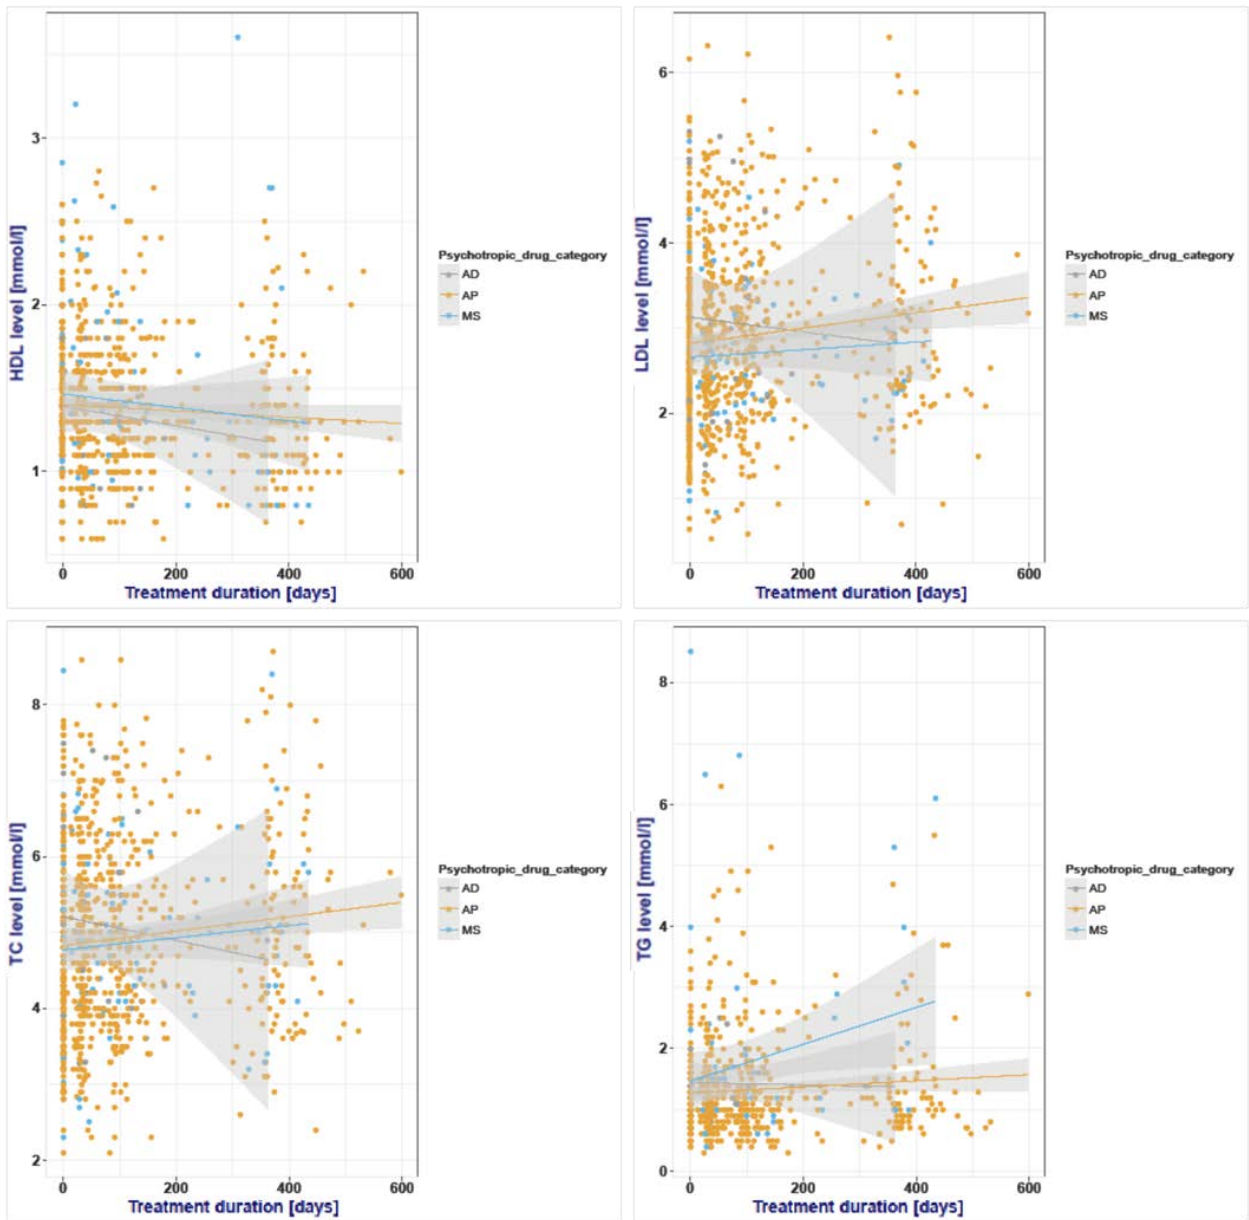 HDL level [mmol/l]
3
2
1
0 200 400 600
Treatment duration [days]
Psychotropic_drug_category
AD
AP
MS
LDL level [mmol/l]
6
4
2
0 200 400 600
Treatment duration [days]
Psychotropic_drug_category
AD
AP
MS
TC level [mmol/l]
8
6
4
2
0 200 400 600
Treatment duration [days]
Psychotropic_drug_category
AD
AP
MS
TG level [mmol/l]
8
6
4
2
0
0 200 400 600
Treatment duration [days]
Psychotropic_drug_category
AD
AP
MS